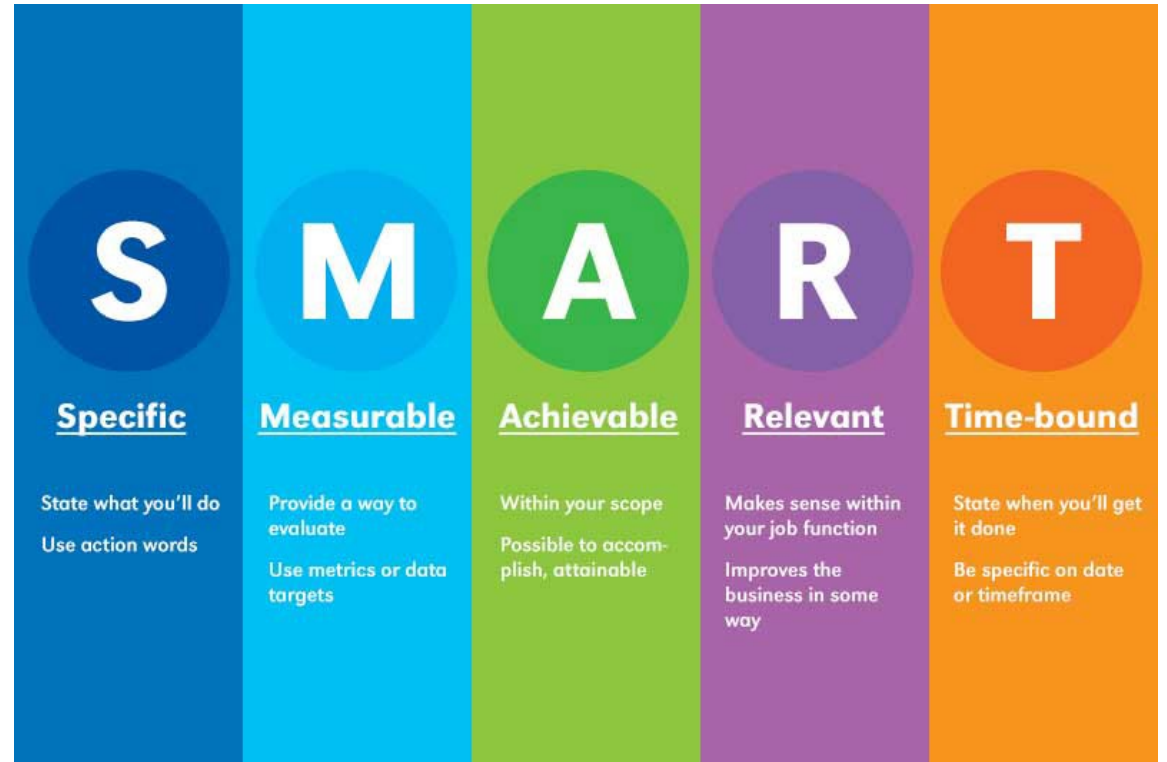 S
M
A
R
T
Specific
Measurable
Achievable
Relevant
Time-bound
State what you'll do
Use action words
Provide a way to
evaluate
Use metrics or data
targets
Within your scope
Possible to accom-
plish, attainable
Makes sense within
your job function
Improves the
business in some
way
State when you'll get
it done
Be specific on date
or timeframe